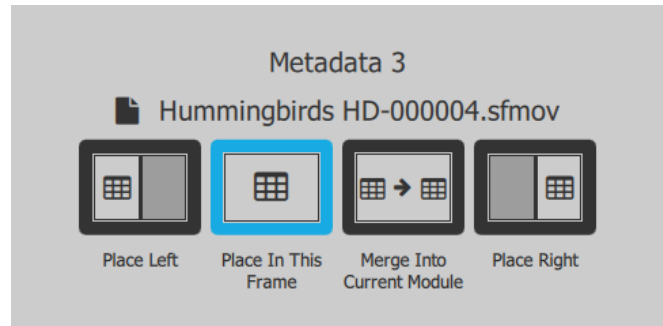 Metadata 3
Hummingbirds HD-000004.sfmov
Place Left
Place In This
Frame
Merge Into
Current Module
Place Right